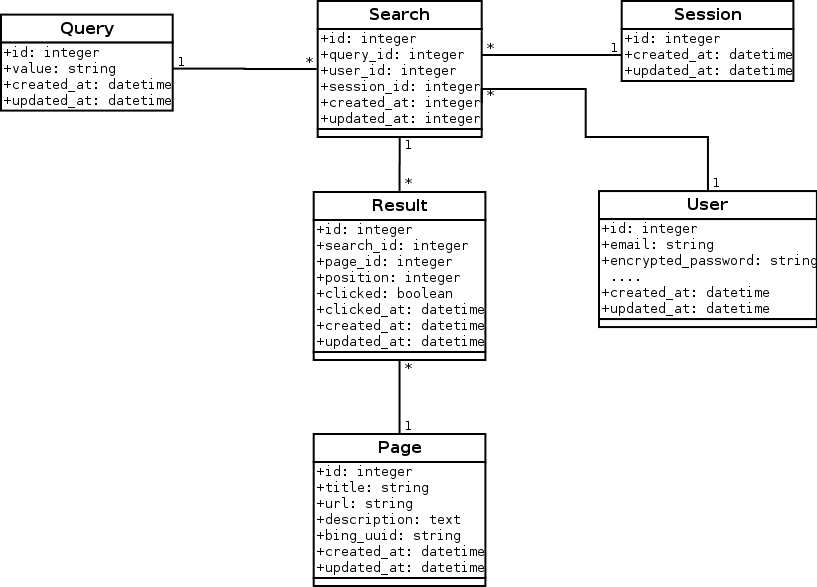 Query
+id: integer
+value: string
+created_at: datetime
+updated_at: datetime
1
*
Search
+id: integer
+query_id: integer
+user_id: integer
+session_id: integer
+created_at: integer
+updated_at: integer
*
1
*
1
Session
+id: integer
+created_at: datetime
+updated_at: datetime
1
*
Result
+id: integer
+search_id: integer
+page_id: integer
+position: integer
+clicked: boolean
+clicked_at: datetime
+created_at: datetime
+updated_at: datetime
1
User
+id: integer
+email: string
+encrypted_password: string
....
+created_at: datetime
+updated_at: datetime
*
1
Page
+id: integer
+title: string
+url: string
+description: text
+bing_uuid: string
+created_at: datetime
+updated_at: datetime